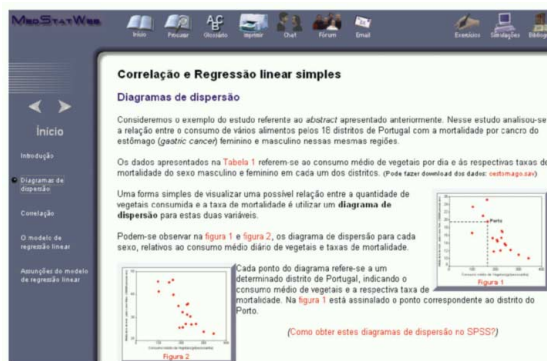 MedStatWeb
Início
Pesquisar
Glossário
Imprimir
Chat
Fórum
Email
Exercícios
Simulações
Início
Introdução
Diagramas de
dispersão
Correlação
O modelo de
regressão linear
Assunções do modelo
de regressão linear
Correlação e Regressão linear simples
Diagramas de dispersão
Consideremos o exemplo do estudo referente ao abstract apresentado anteriormente. Nesse estudo analisou-se
a relação entre o consumo de vários alimentos pelos 18 distritos de Portugal com a mortalidade por cancro do
estômago (gastric cancer) feminino e masculino nessas mesmas regiões.
Os dados apresentados na Tabela 1 referem-se ao consumo médio de vegetais por dia e às respectivas taxas de
mortalidade do sexo masculino e feminino em cada um dos distritos. (Pode fazer download dos dados: cestomago.sav)
Uma forma simples de visualizar uma possível relação entre a quantidade de
vegetais consumida e a taxa de mortalidade é utilizar um diagrama de
dispersão para estas duas variáveis.
Podem-se observar na figura 1 e figura 2, os diagrama de dispersão para cada
sexo, relativos ao consumo médio diário de vegetais e taxas de mortalidade.
Porto
Figura 1
Cada ponto do diagrama refere-se a um
determinado distrito de Portugal, indicando o
consumo médio de vegetais e a respectiva taxa de
mortalidade. Na figura 1 está assinalado o ponto correspondente ao distrito do
Porto.
(Como obter estes diagramas de dispersão no SPSS?)
Figura 2